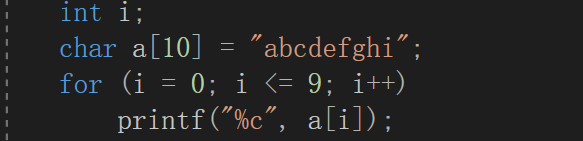 int i;
char a[10] = "abcdefghi";
for (i = 0; i <= 9; i++)
printf("%c", a[i]);